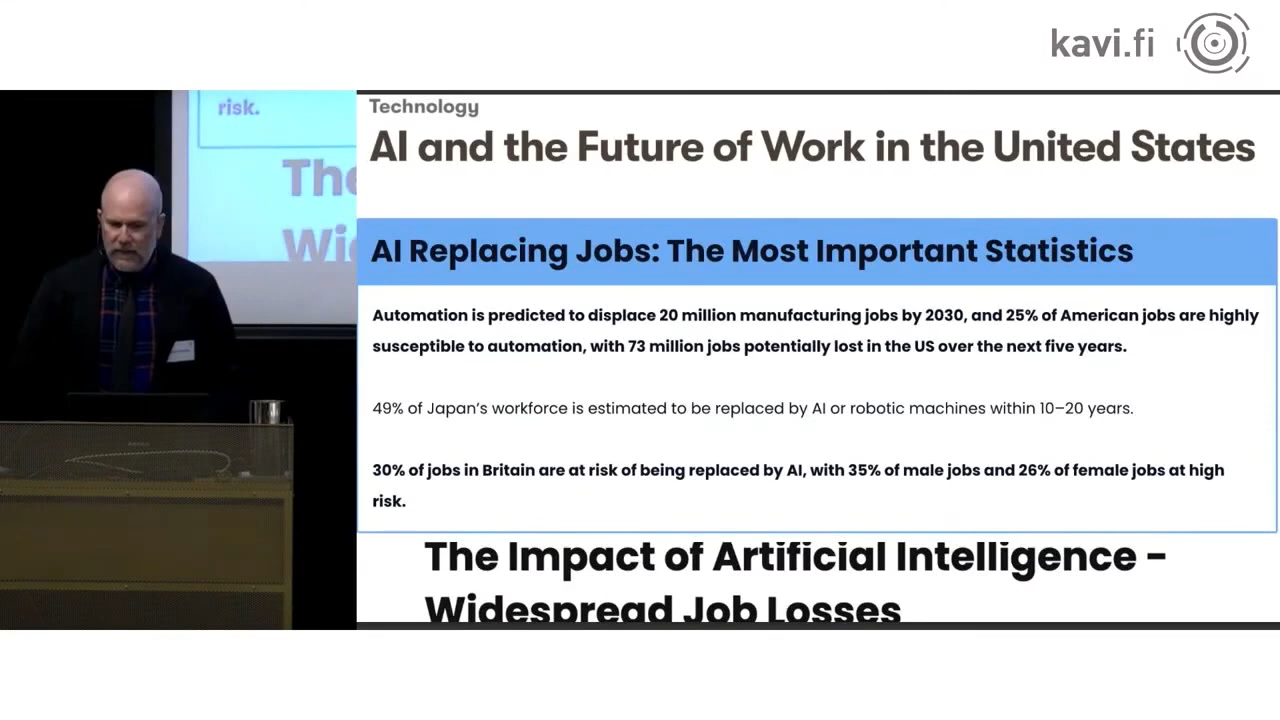 kavi.fi
risk.
The
Wi
Technology
AI and the Future of Work in the United States
AI Replacing Jobs: The Most Important Statistics
Automation is predicted to displace 20 million manufacturing jobs by 2030, and 25% of American jobs are highly
susceptible to automation, with 73 million jobs potentially lost in the US over the next five years.
49% of Japan’s workforce is estimated to be replaced by AI or robotic machines within 10–20 years.
30% of jobs in Britain are at risk of being replaced by AI, with 35% of male jobs and 26% of female jobs at high
risk.
The Impact of Artificial Intelligence -
Widespread Job Losses